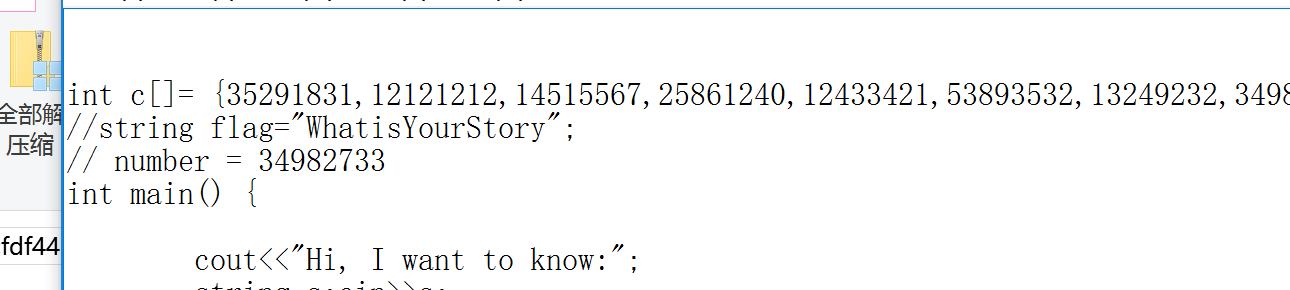 int c[]= {35291831,12121212,14515567,25861240,12433421,53893532,13249232,3498
全部解
压缩
//string flag="WhatisYourStory";
// number = 34982733
int main() {
fdf44
cout<<"Hi, I want to know:";